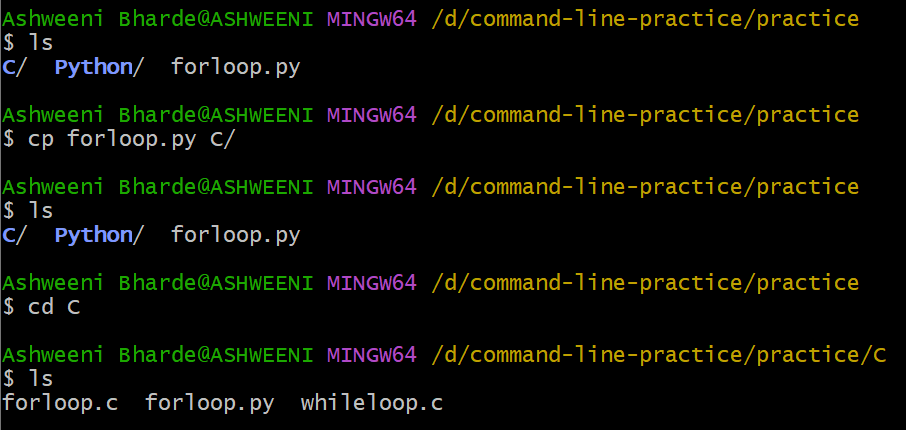 Ashweeni Bharde@ASHWEENI MINGW64 /d/command-line-practice/practice
$ ls
C/  Python/  forloop.py
Ashweeni Bharde@ASHWEENI MINGW64 /d/command-line-practice/practice
$ cp forloop.py C/
Ashweeni Bharde@ASHWEENI MINGW64 /d/command-line-practice/practice
$ ls
C/  Python/  forloop.py
Ashweeni Bharde@ASHWEENI MINGW64 /d/command-line-practice/practice
$ cd C
Ashweeni Bharde@ASHWEENI MINGW64 /d/command-line-practice/practice/C
$ ls
forloop.c  forloop.py  whileloop.c